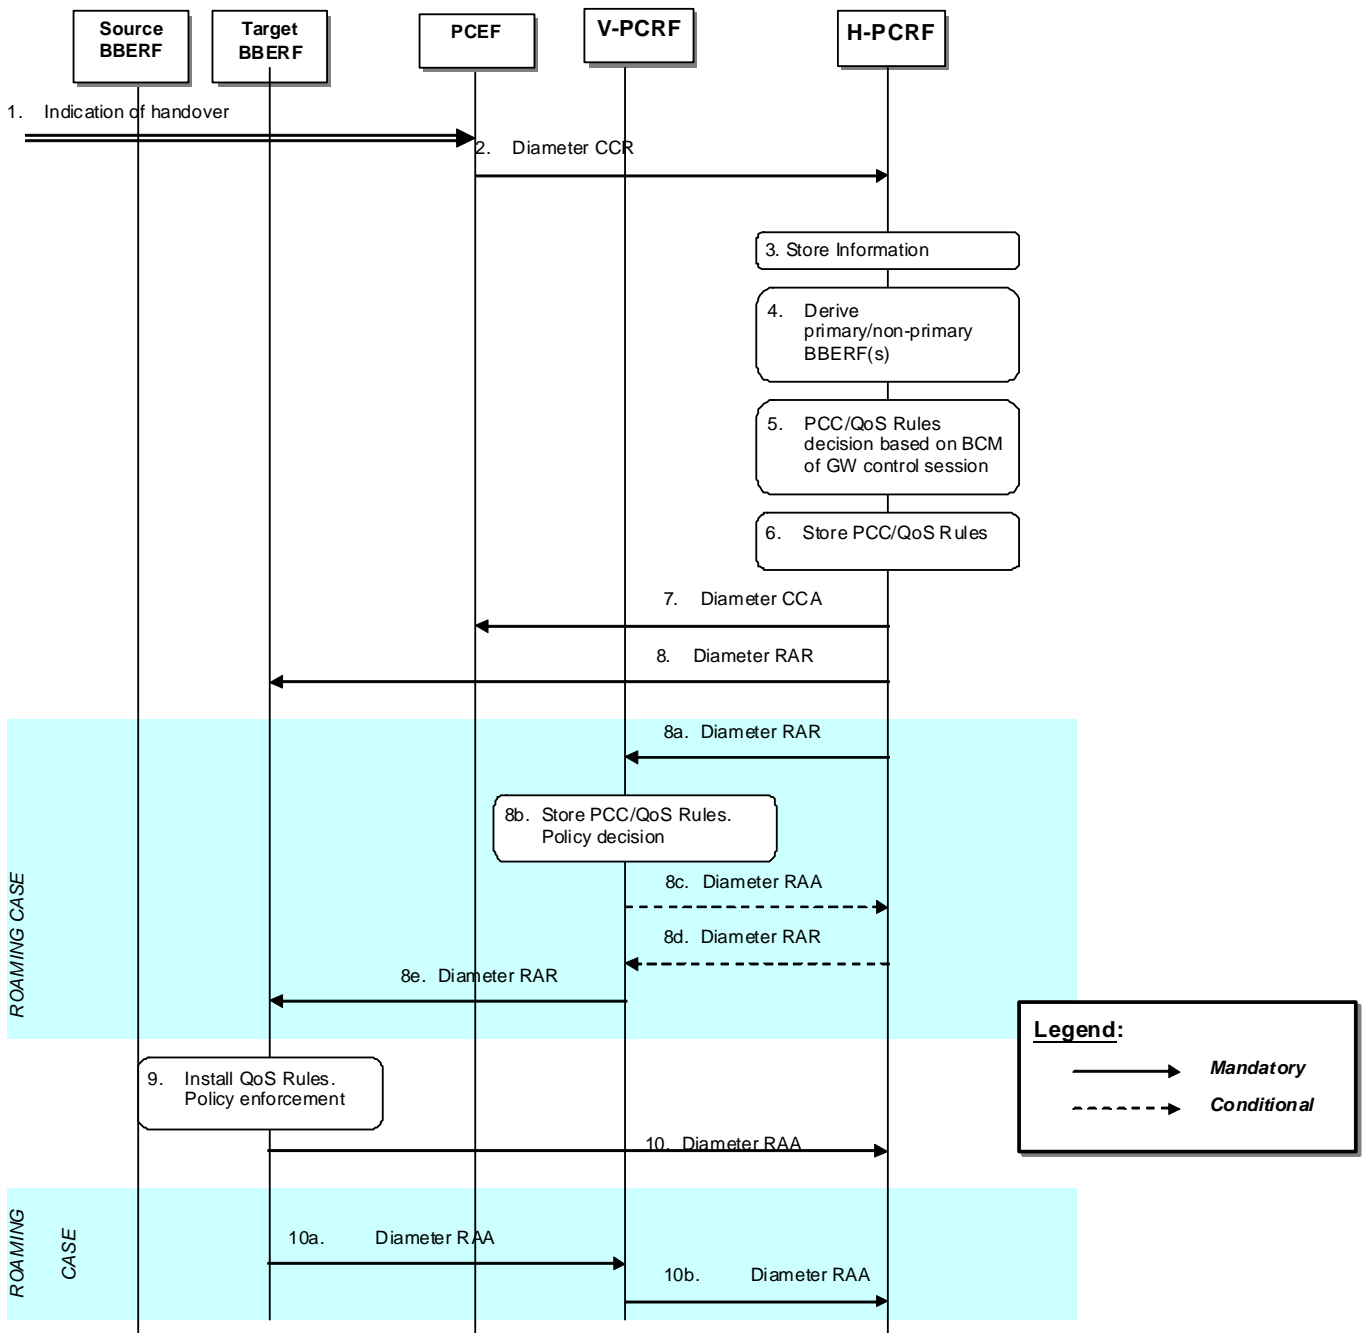 Source
BBERF
Target
BBERF
PCEF
V-PCRF
H-PCRF
1. Indication of handover
2. Diameter CCR
3. Store Information
4. Derive
primary/non-primary
BBERF(s)
5. PCC/QoS Rules
decision based on BCM
of GW control session
6. Store PCC/QoS Rules
7. Diameter CCA
8. Diameter RAR
8a. Diameter RAR
8b. Store PCC/QoS Rules.
Policy decision
8c. Diameter RAA
8d. Diameter RAR
8e. Diameter RAR
ROAMING CASE
Legend:
Mandatory
Conditional
9. Install QoS Rules.
Policy enforcement
10. Diameter RAA
ROAMING
CASE
10a. Diameter RAA
10b. Diameter RAA